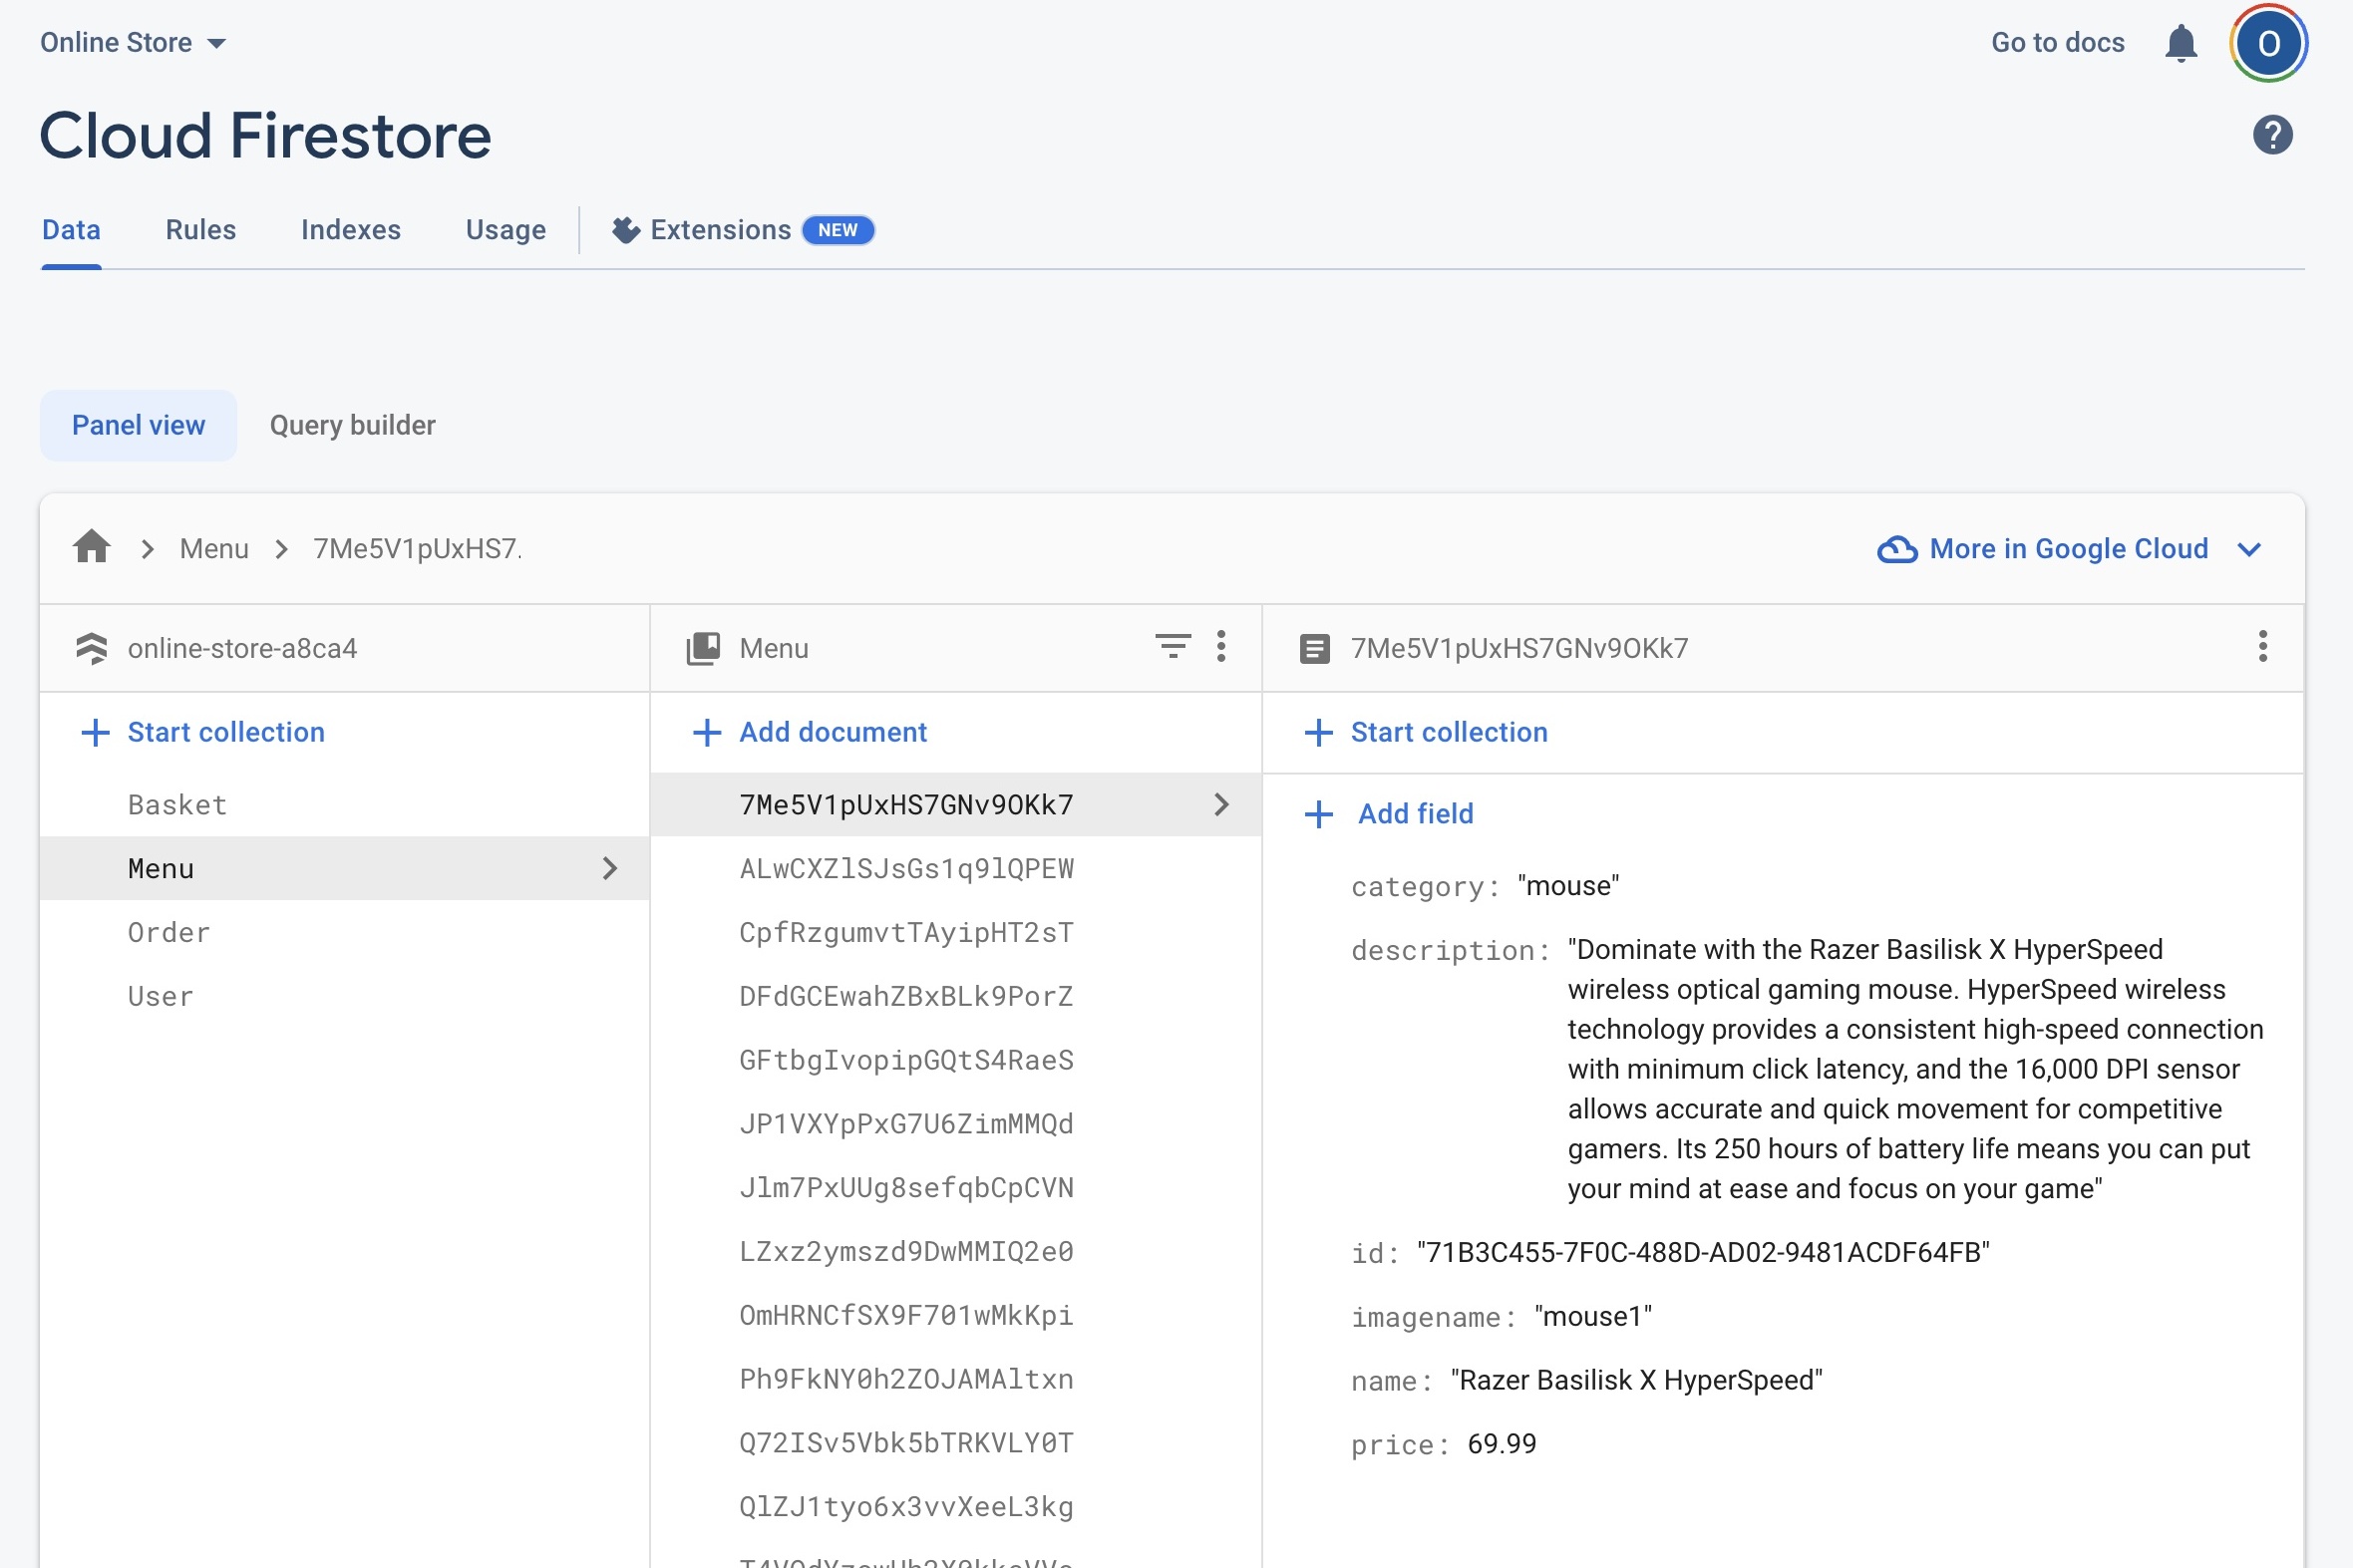 Online Store
Go to docs
O
Cloud Firestore
?
Data
Rules
Indexes
Usage
Extensions
NEW
Panel view
Query builder
Menu
7Me5V1pUxHS7.
More in Google Cloud
online-store-a8ca4
Menu
7Me5V1pUxHS7GNv9OKk7
Start collection
Add document
Start collection
Basket
Menu
Order
User
7Me5V1pUxHS7GNv9OKk7
ALwCXZlSJsGs1q9lQPEW
CpfRzgumvtTAyipHT2sT
DFdGCEwahZBxBLk9PorZ
GFtbgIvopipGQtS4RaeS
JP1VXYpPxG7U6ZimMMQd
Jlm7PxUUg8sefqbCpCVN
LZxz2ymszd9DwMMIQ2e0
OmHRNCfSX9F701wMkKpi
Ph9FkNY0h2ZOJAMAltxn
Q72ISv5Vbk5bTRKVLY0T
QlZJ1tyo6x3vvXeeL3kg
Add field
category: "mouse"
description: "Dominate with the Razer Basilisk X HyperSpeed
wireless optical gaming mouse. HyperSpeed wireless
technology provides a consistent high-speed connection
with minimum click latency, and the 16,000 DPI sensor
allows accurate and quick movement for competitive
gamers. Its 250 hours of battery life means you can put
your mind at ease and focus on your game"
id: "71B3C455-7F0C-488D-AD02-9481ACDF64FB"
imagename: "mouse1"
name: "Razer Basilisk X HyperSpeed"
price: 69.99